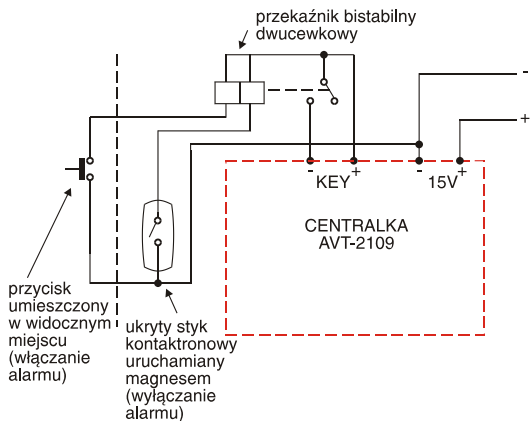 przekaźnik bistabilny
dwucewkowy
-
+
- + - +
KEY 15V
CENTRALKA
AVT-2109
przycisk
umieszczony
w widocznym
miejscu
(włączanie
alarmu)
ukryty styk
kontaktronowy
uruchamiany
magnesem
(wyłączanie
alarmu)